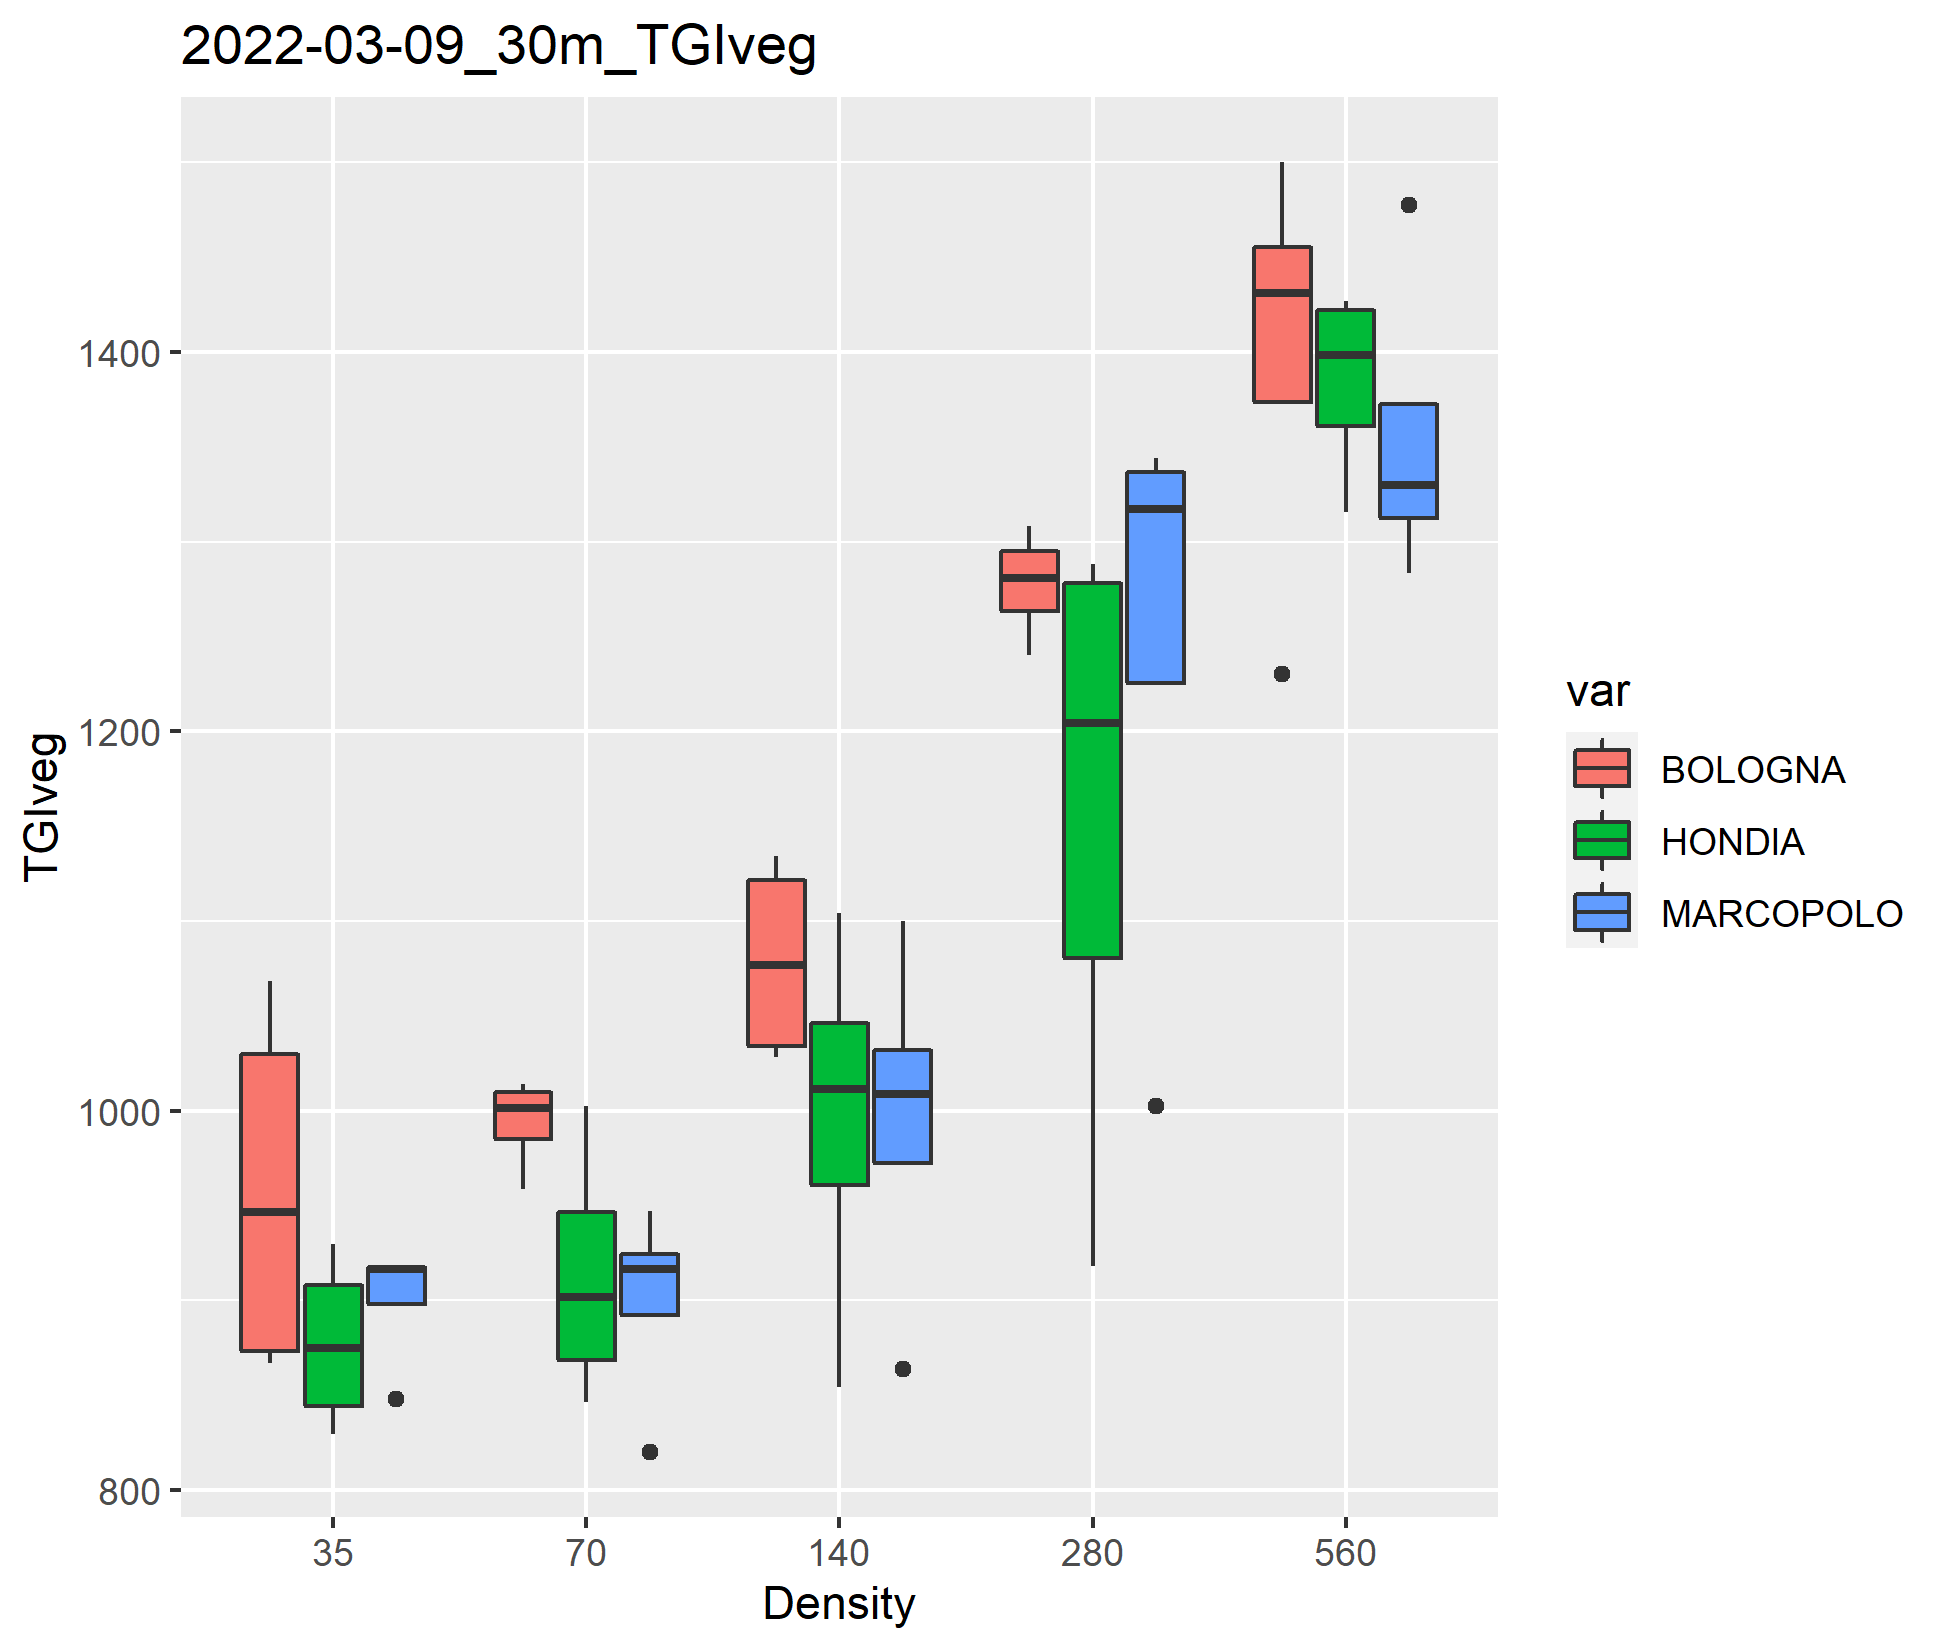 2022-03-09_30m_TGIveg
TGIveg
1400
1200
1000
800
35
70
140
280
560
Density
var
BOLOGNA
HONDIA
MARCOPOLO